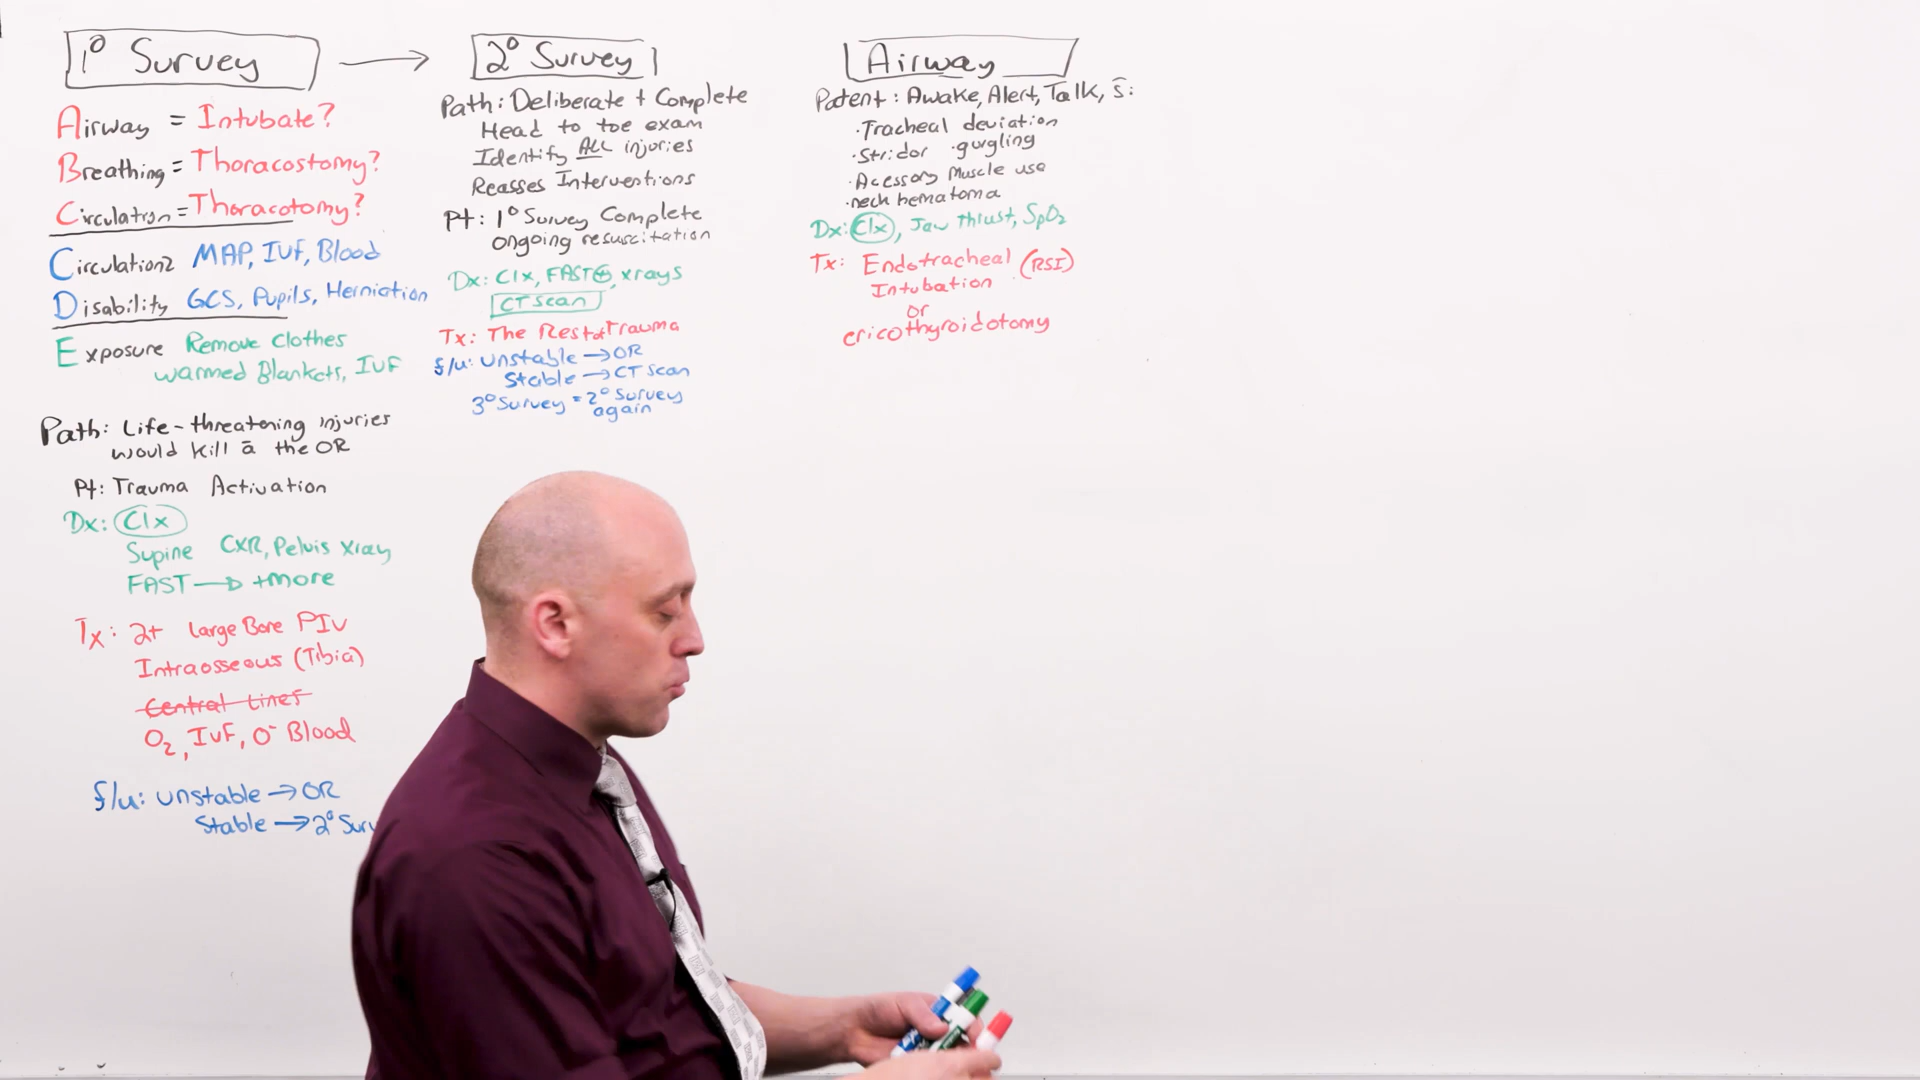 1° Survey
Airway = Intubate?
Breathing = Thoracostomy?
Circulation = Thoracotomy?
Circulation2 MAP, IVF, Blood
Disability GCS, Pupils, Herniation
Exposure Remove Clothes
warmed Blankets, IVF
Path: Life-threatening injuries
would kill ā the OR
Pt: Trauma Activation
Dx: Clx
Supine CXR, Pelvis xray
FAST → +more
Tx: 2+ large Bore PIV
Intraosseous (Tibia)
Central Lines
O2, IVF, O- Blood
f/u: unstable → OR
Stable → 2° Surv
→
2° Survey
Path: Deliberate + Complete
Head to toe exam
Identify ALL injuries
Reasses Interventions
Pt: 1° Survey Complete
ongoing resuscitation
Dx: Clx, FAST⊕, xrays
CT scan
Tx: The Rest of Trauma
f/u: unstable → OR
Stable → CT scan
3° Survey = 2° Survey
again
Airway
Patent: Awake, Alert, Talk, s̄:
·Tracheal deviation
·Stridor ·gurgling
·Acessory Muscle use
·neck hematoma
Dx: Clx, Jaw thrust, SpO2
Tx: Endotracheal (RSI)
Intubation
or
cricothyroidotomy